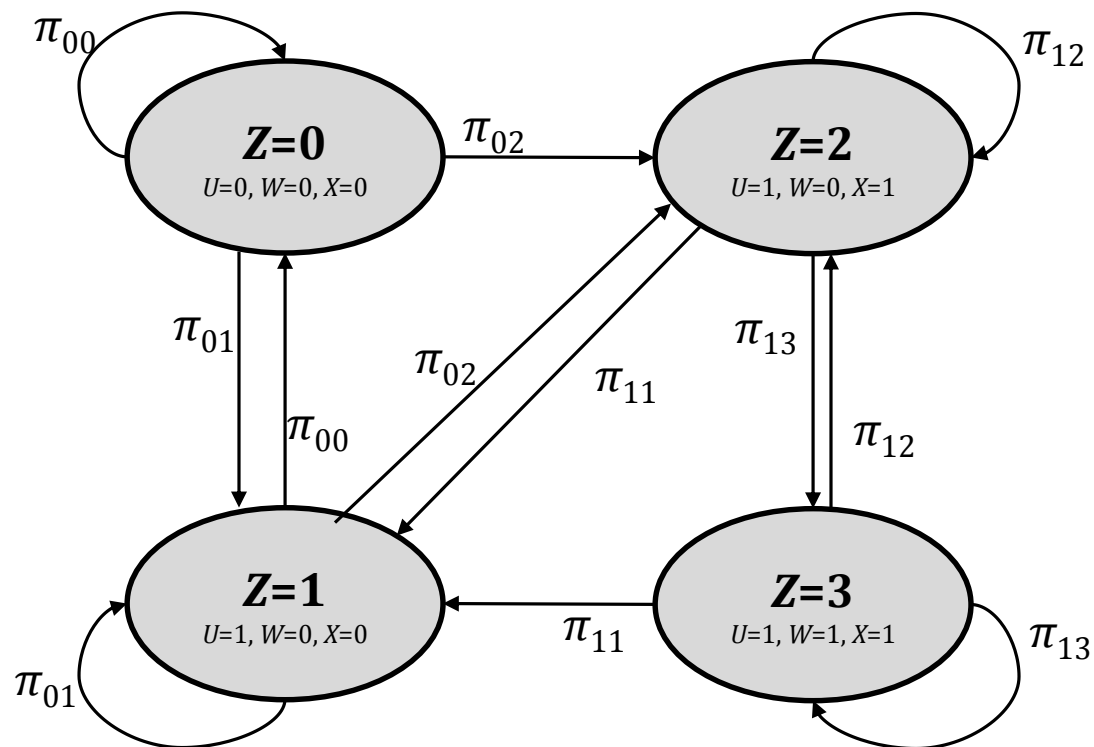 π₀₀
π₁₂
Z=0
U=0, W=0, X=0
π₀₂
Z=2
U=1, W=0, X=1
π₀₁
π₀₀
π₀₂
π₁₁
π₁₃
π₁₂
Z=1
U=1, W=0, X=0
π₀₁
π₁₁
Z=3
U=1, W=1, X=1
π₁₃